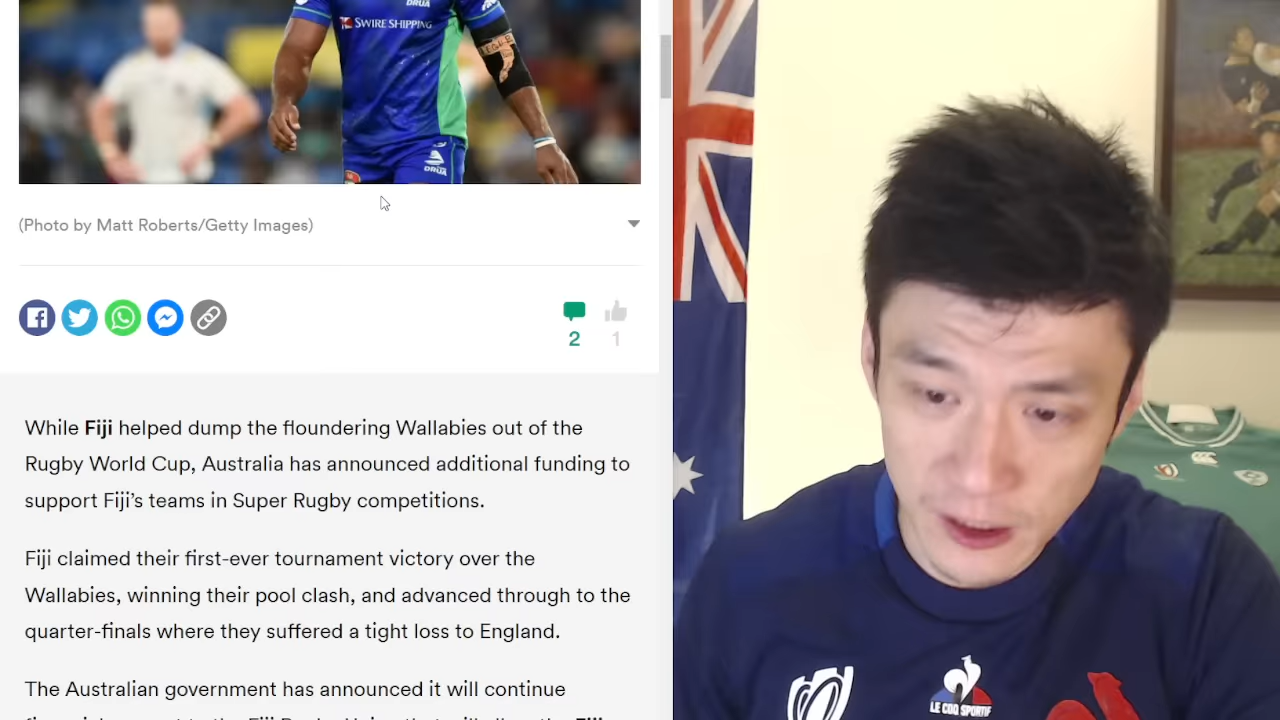 DRUA
SWIRE SHIPPING
DRUA
(Photo by Matt Roberts/Getty Images)
2
1
While Fiji helped dump the floundering Wallabies out of the
Rugby World Cup, Australia has announced additional funding to
support Fiji’s teams in Super Rugby competitions.
Fiji claimed their first-ever tournament victory over the
Wallabies, winning their pool clash, and advanced through to the
quarter-finals where they suffered a tight loss to England.
The Australian government has announced it will continue
LE COQ SPORTIF